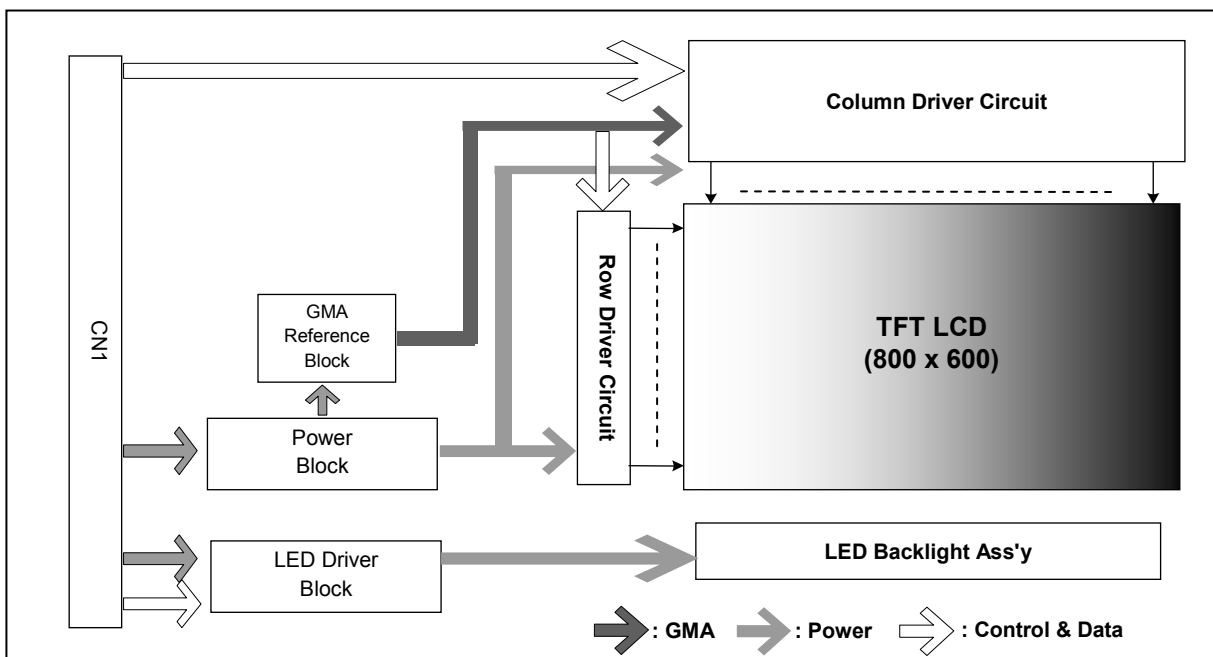 CN1
Column Driver Circuit
GMA
Reference
Block
Row Driver Circuit
TFT LCD
(800 x 600)
Power
Block
LED Driver
Block
LED Backlight Ass'y
: GMA
: Power
: Control & Data